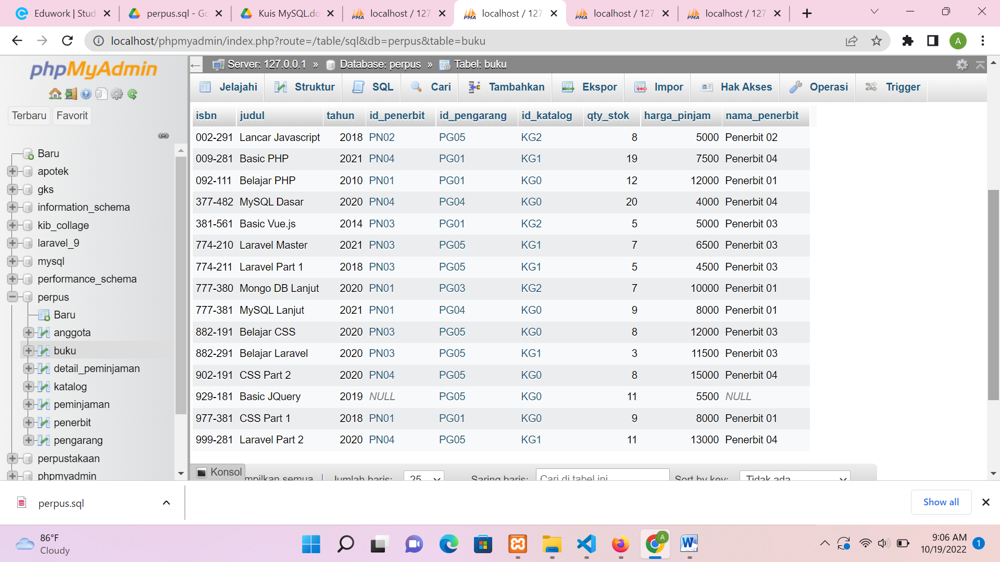 Eduwork | Stud
perpus.sql - Go
Kuis MySQL.do
localhost / 127
localhost / 127
localhost / 127
localhost / 127
localhost/phpmyadmin/index.php?route=/table/sql&db=perpus&table=buku
A
phpMyAdmin
Terbaru Favorit
Baru
apotek
gks
information_schema
kib_collage
laravel_9
mysql
performance_schema
perpus
Baru
anggota
buku
detail_peminjaman
katalog
peminjaman
penerbit
pengarang
perpustakaan
phpmyadmin
Server: 127.0.0.1 » Database: perpus » Tabel: buku
Jelajahi Struktur SQL Cari Tambahkan Ekspor Impor Hak Akses Operasi Trigger
isbn judul tahun id_penerbit id_pengarang id_katalog qty_stok harga_pinjam nama_penerbit
002-291 Lancar Javascript 2018 PN02 PG05 KG2 8 5000 Penerbit 02
009-281 Basic PHP 2021 PN04 PG01 KG1 19 7500 Penerbit 04
092-111 Belajar PHP 2010 PN01 PG01 KG0 12 12000 Penerbit 01
377-482 MySQL Dasar 2020 PN04 PG04 KG0 20 4000 Penerbit 04
381-561 Basic Vue.js 2014 PN03 PG01 KG2 5 5000 Penerbit 03
774-210 Laravel Master 2021 PN03 PG05 KG1 7 6500 Penerbit 03
774-211 Laravel Part 1 2018 PN03 PG05 KG1 5 4500 Penerbit 03
777-380 Mongo DB Lanjut 2020 PN01 PG03 KG2 7 10000 Penerbit 01
777-381 MySQL Lanjut 2021 PN01 PG04 KG0 9 8000 Penerbit 01
882-191 Belajar CSS 2020 PN03 PG05 KG0 8 12000 Penerbit 03
882-291 Belajar Laravel 2020 PN03 PG05 KG1 3 11500 Penerbit 03
902-191 CSS Part 2 2020 PN04 PG05 KG0 8 15000 Penerbit 04
929-181 Basic JQuery 2019 NULL PG05 KG0 11 5500 NULL
977-381 CSS Part 1 2018 PN01 PG01 KG0 9 8000 Penerbit 01
999-281 Laravel Part 2 2020 PN04 PG05 KG1 11 13000 Penerbit 04
Konsol mpilkan semua | Jumlah baris: 25 Saring baris: Cari di tabel ini Sort by key: Tidak ada
perpus.sql
Show all
86°F
Cloudy
A
9:06 AM
10/19/2022
1